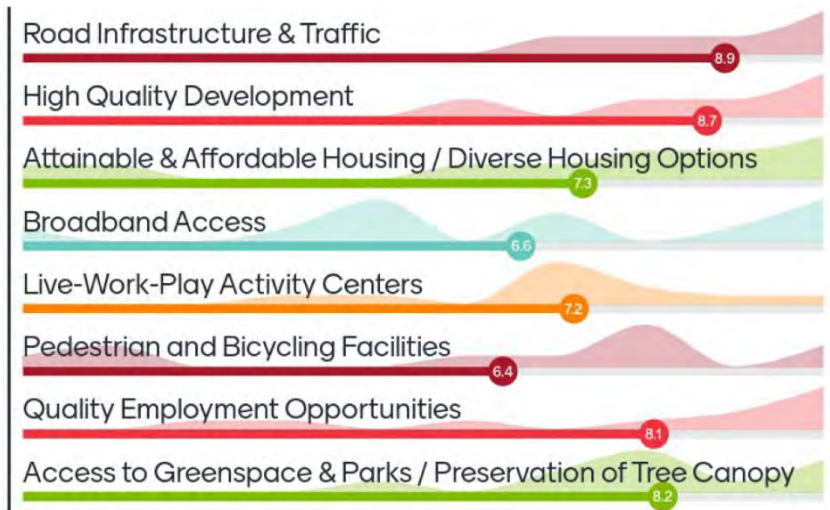 Road Infrastructure & Traffic
8.9
High Quality Development
8.7
Attainable & Affordable Housing / Diverse Housing Options
7.3
Broadband Access
6.6
Live-Work-Play Activity Centers
7.2
Pedestrian and Bicycling Facilities
6.4
Quality Employment Opportunities
8.1
Access to Greenspace & Parks / Preservation of Tree Canopy
8.2